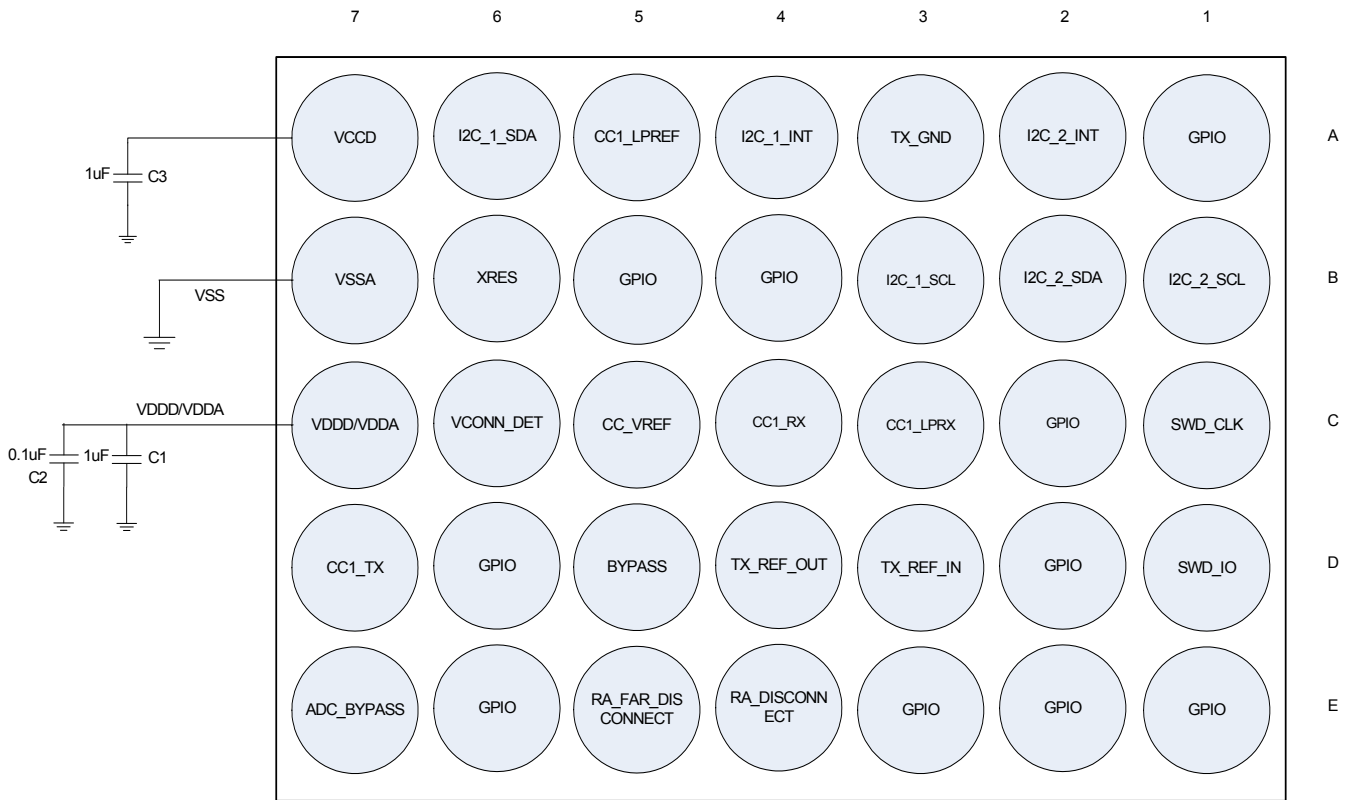 7 6 5 4 3 2 1
VCCD I2C_1_SDA CC1_LPREF I2C_1_INT TX_GND I2C_2_INT GPIO A
1uF C3
VSSA XRES GPIO GPIO I2C_1_SCL I2C_2_SDA I2C_2_SCL B
VSS
VDDD/VDDA
VDDD/VDDA VCONN_DET CC_VREF CC1_RX CC1_LPRX GPIO SWD_CLK C
0.1uF 1uF C1
C2
CC1_TX GPIO BYPASS TX_REF_OUT TX_REF_IN GPIO SWD_IO D
RA_FAR_DIS RA_DISCONN
ADC_BYPASS GPIO GPIO GPIO GPIO E
CONNECT ECT